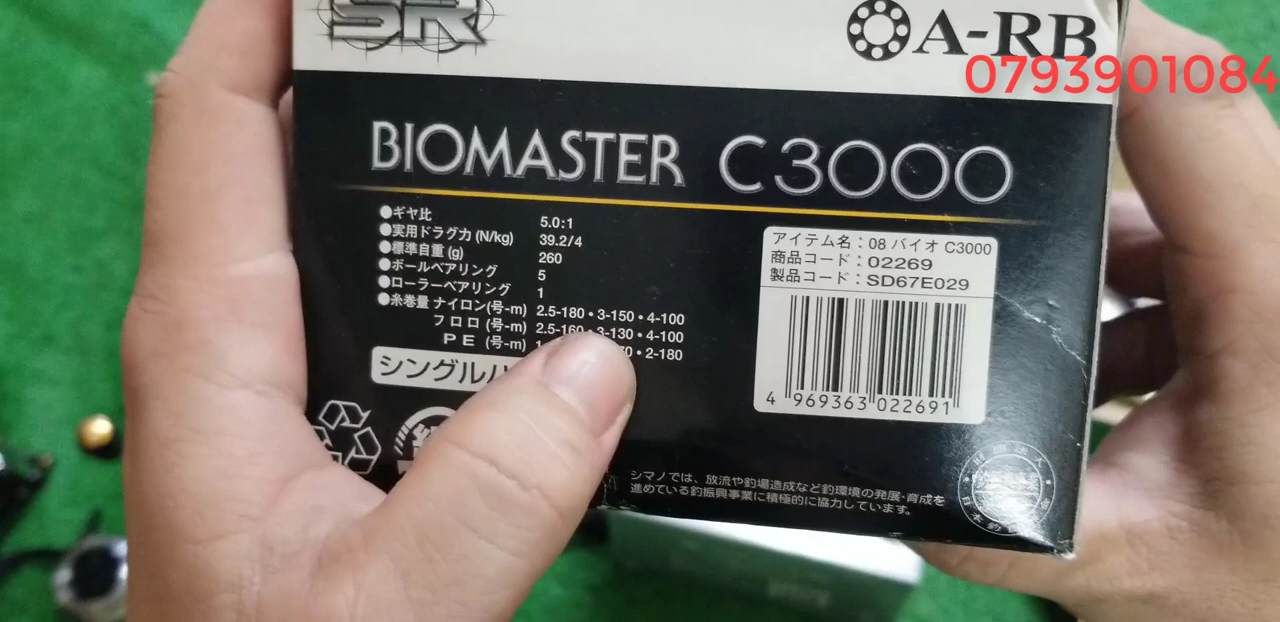 SR
A-RB
0793901084
BIOMASTER C3000
●ギヤ比 5.0:1
●実用ドラグ力 (N/kg) 39.2/4
●標準自重 (g) 260
●ボールベアリング 5
●ローラーベアリング 1
●糸巻量 ナイロン(号-m) 2.5-180・3-150・4-100
フロロ(号-m) 2.5-160・3-130・4-100
PE (号-m) ・2-180
アイテム名：08 バイオ C3000
商品コード：02269
製品コード：SD67E029
4 969363 022691
シングルハ
シマノでは、放流や釣場造成など釣環境の発展・育成を
進めている釣振興事業に積極的に協力しています。